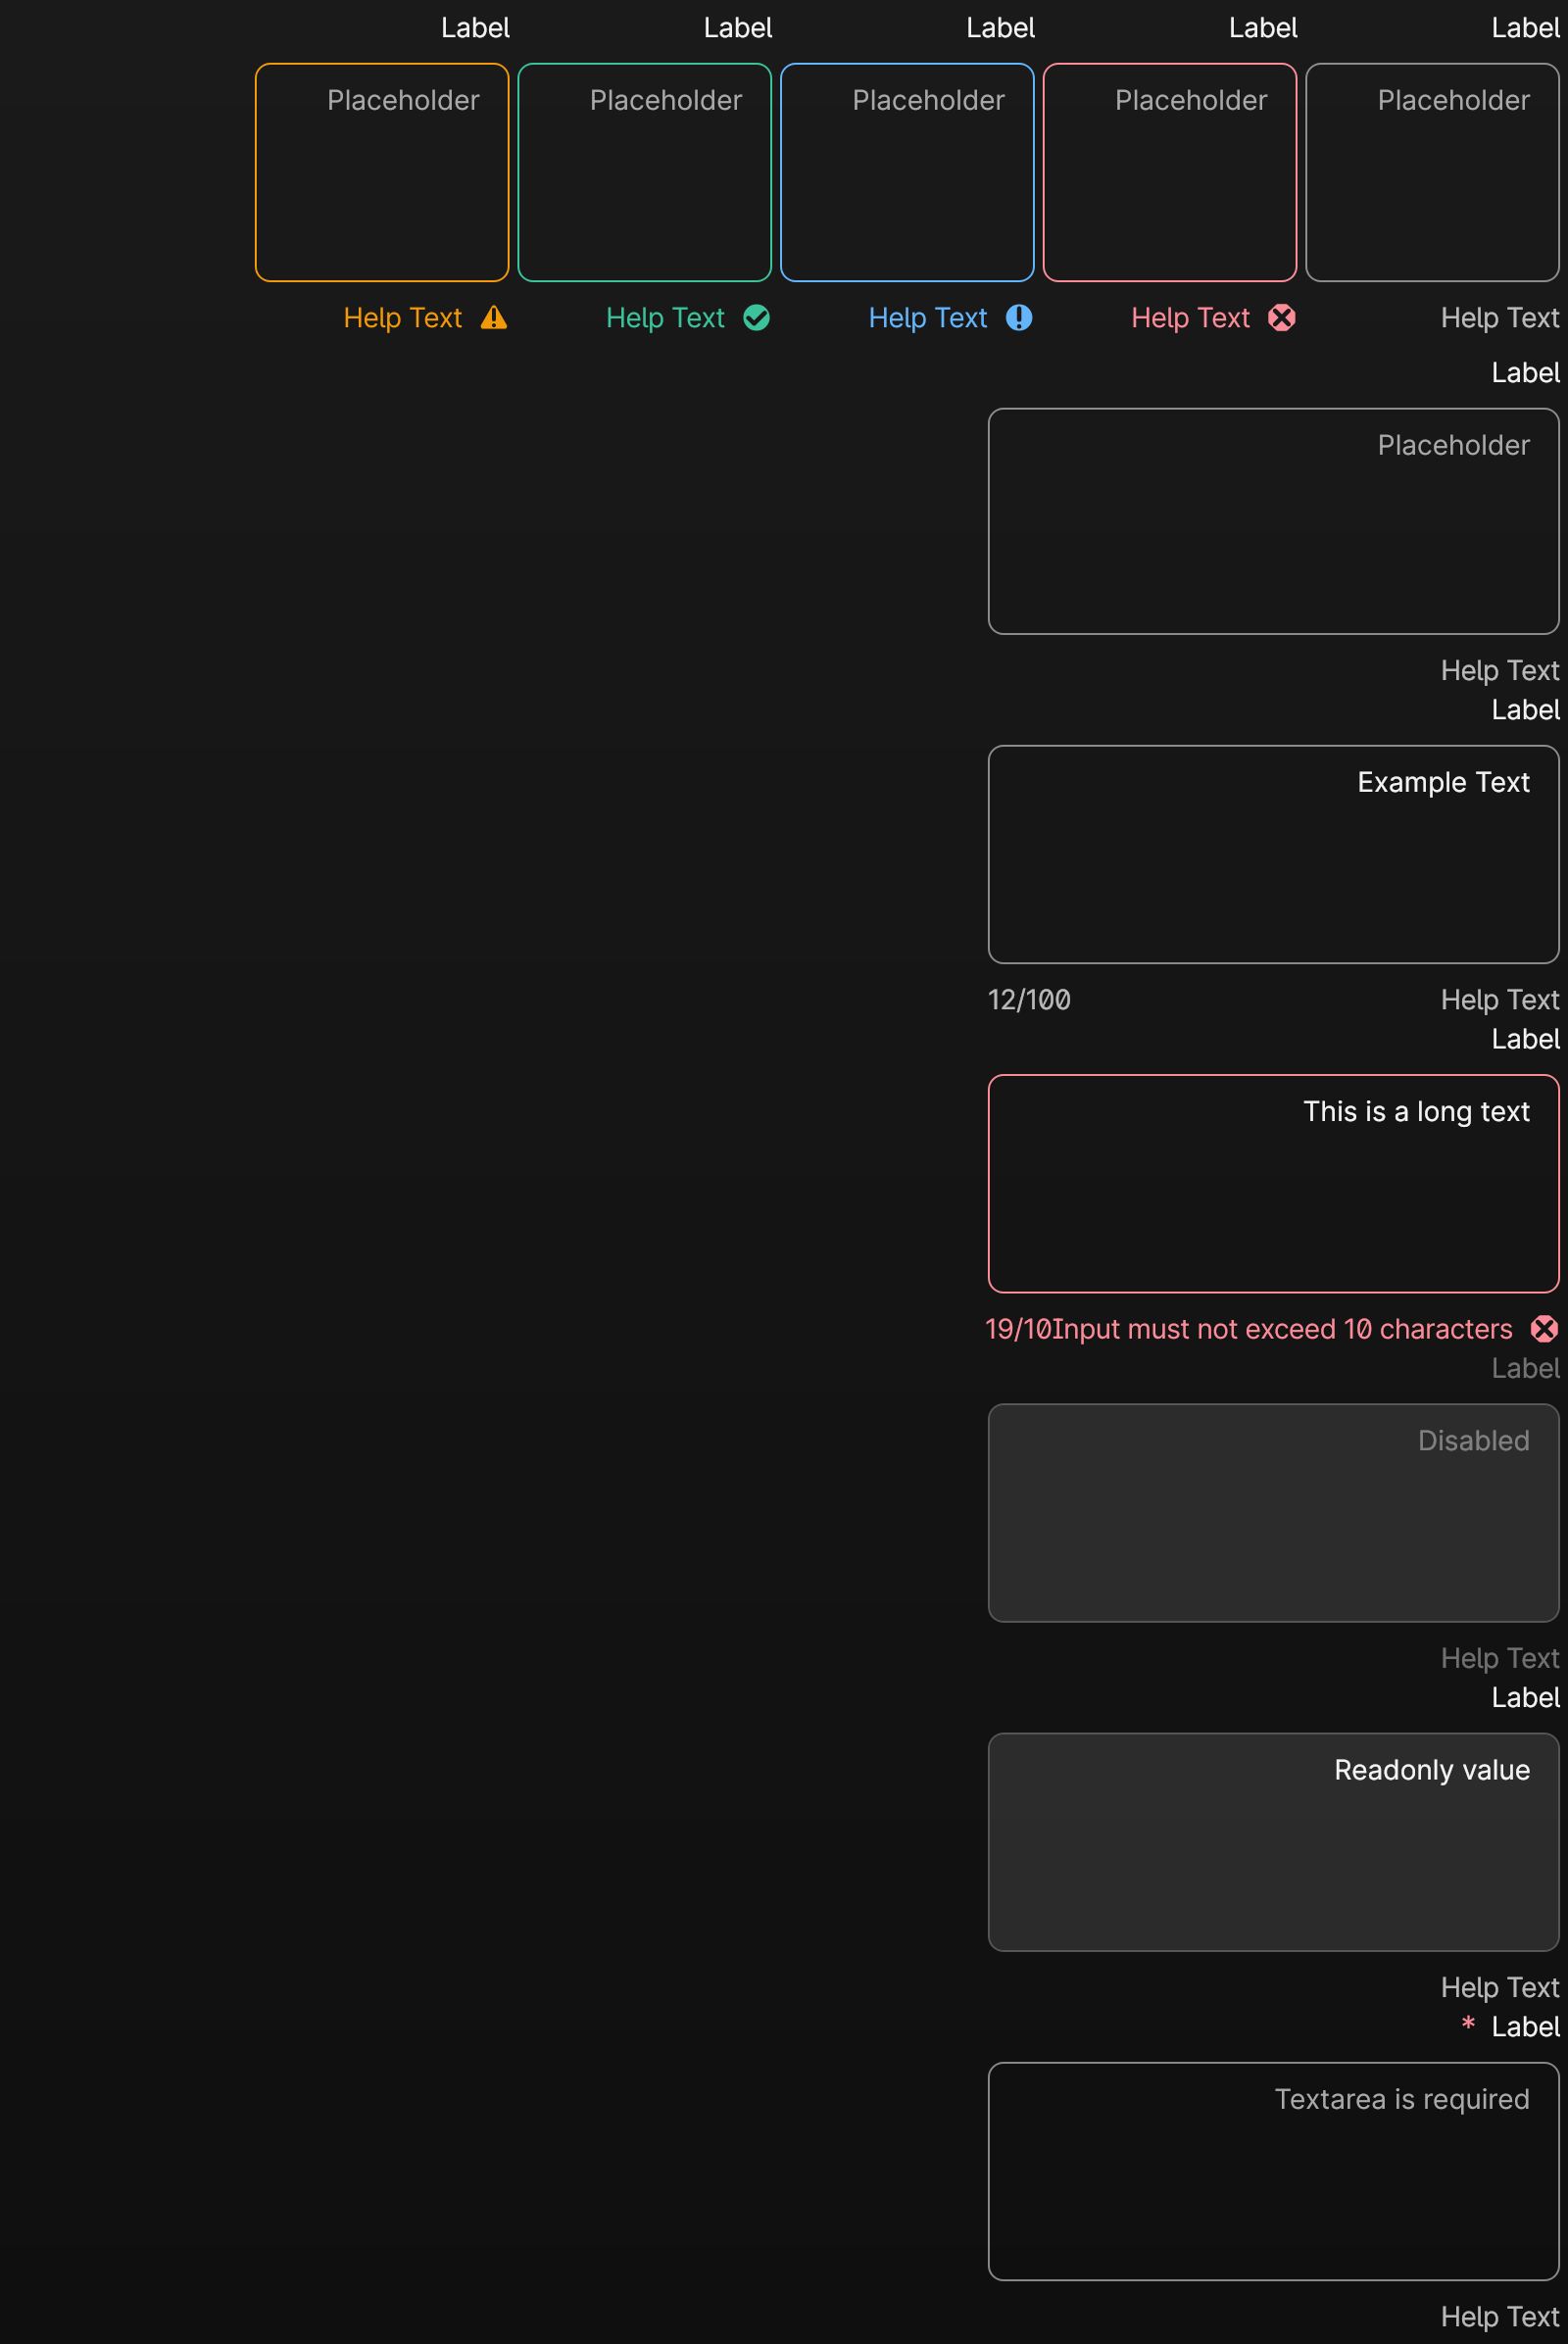 Label Label Label Label Label
Placeholder Placeholder Placeholder Placeholder Placeholder
Help Text Help Text Help Text Help Text Help Text
Label
Placeholder
Help Text
Label
Example Text
12/100 Help Text
Label
This is a long text
19/10Input must not exceed 10 characters
Label
Disabled
Help Text
Label
Readonly value
Help Text
* Label
Textarea is required
Help Text